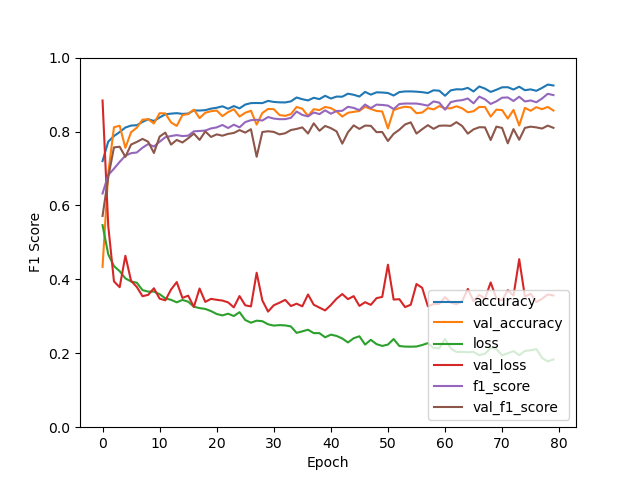 1.0
0.8
0.6
0.4
0.2
0.0
F1 Score
accuracy
val_accuracy
loss
val_loss
f1_score
val_f1_score
0 10 20 30 40 50 60 70 80
Epoch